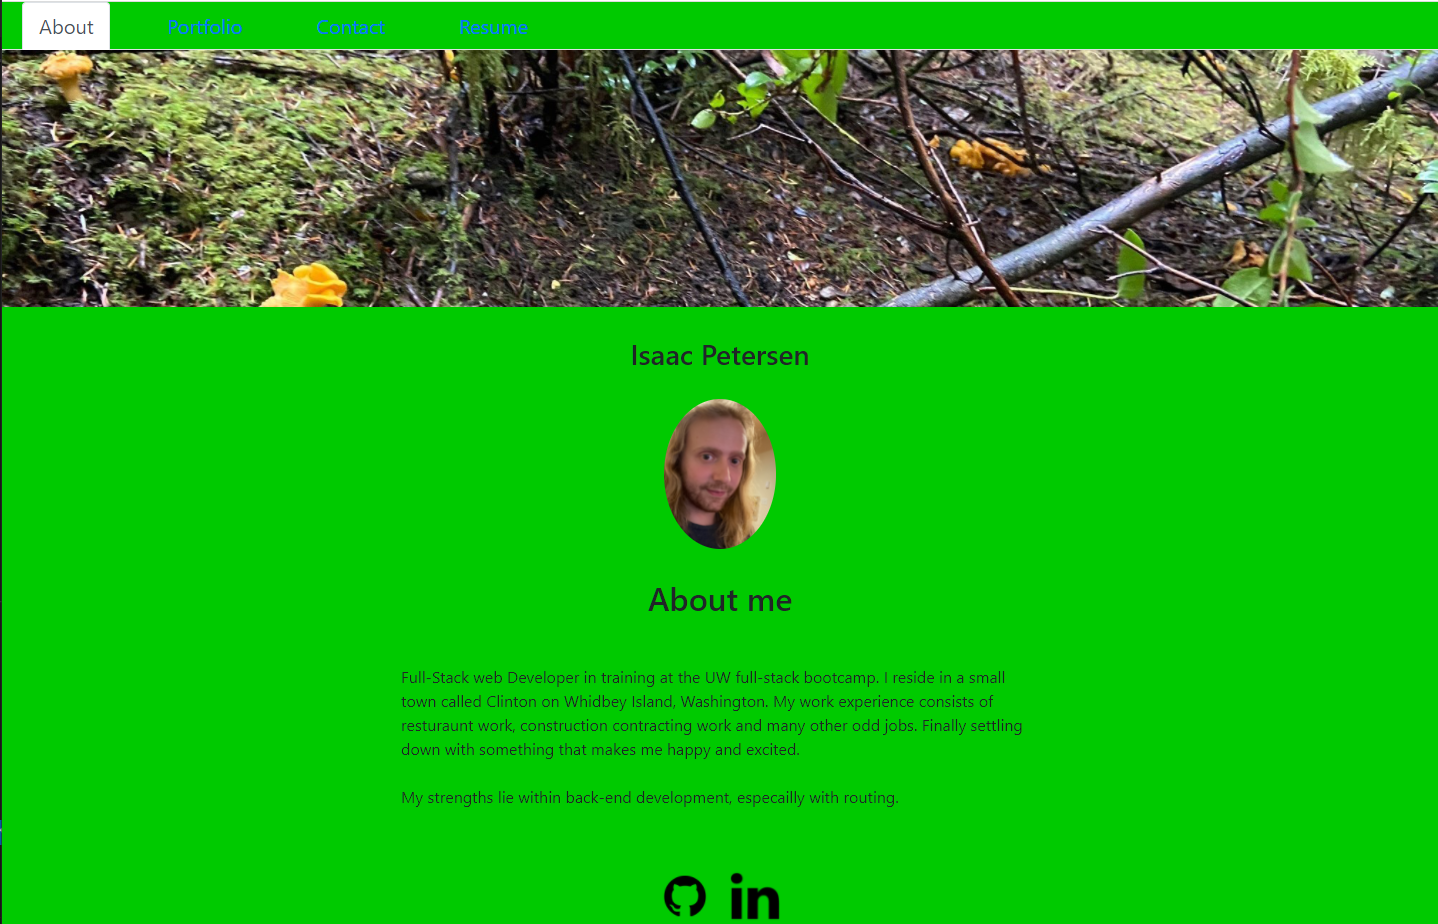 About Portfolio Contact Resume
Isaac Petersen
About me
Full-Stack web Developer in training at the UW full-stack bootcamp. I reside in a small
town called Clinton on Whidbey Island, Washington. My work experience consists of
resturaunt work, construction contracting work and many other odd jobs. Finally settling
down with something that makes me happy and excited.
My strengths lie within back-end development, especailly with routing.
in